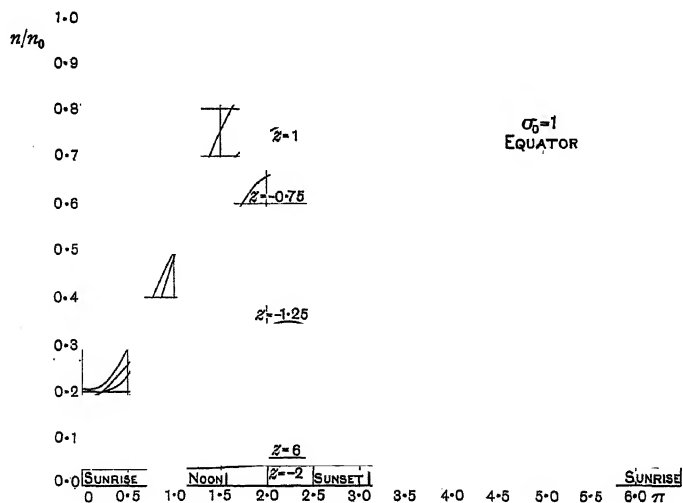 1·0
n/n₀
0·9
0·8
z=1
σ₀=1
EQUATOR
0·7
z=-0·75
0·6
0·5
0·4
z=-1·25
0·3
0·2
0·1
z=6
0·0 SUNRISE NOON z=-2 SUNSET SUNRISE
0 0·5 1·0 1·5 2·0 2·5 3·0 3·5 4·5 5·0 5·5 6·0 π